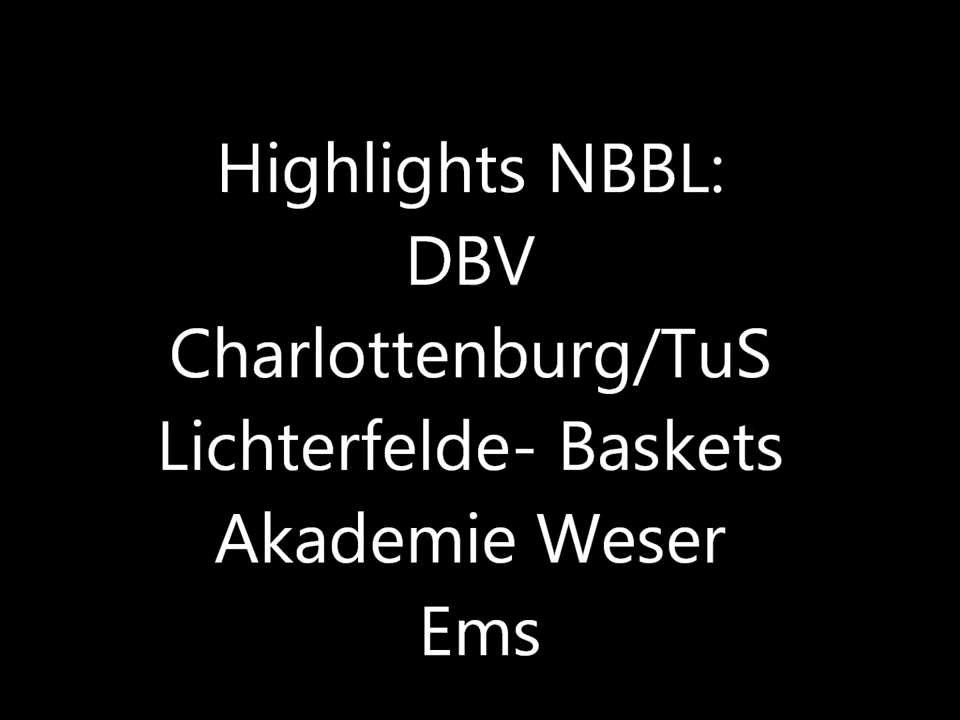 Highlights NBBL:
DBV
Charlottenburg/TuS
Lichterfelde- Baskets
Akademie Weser
Ems